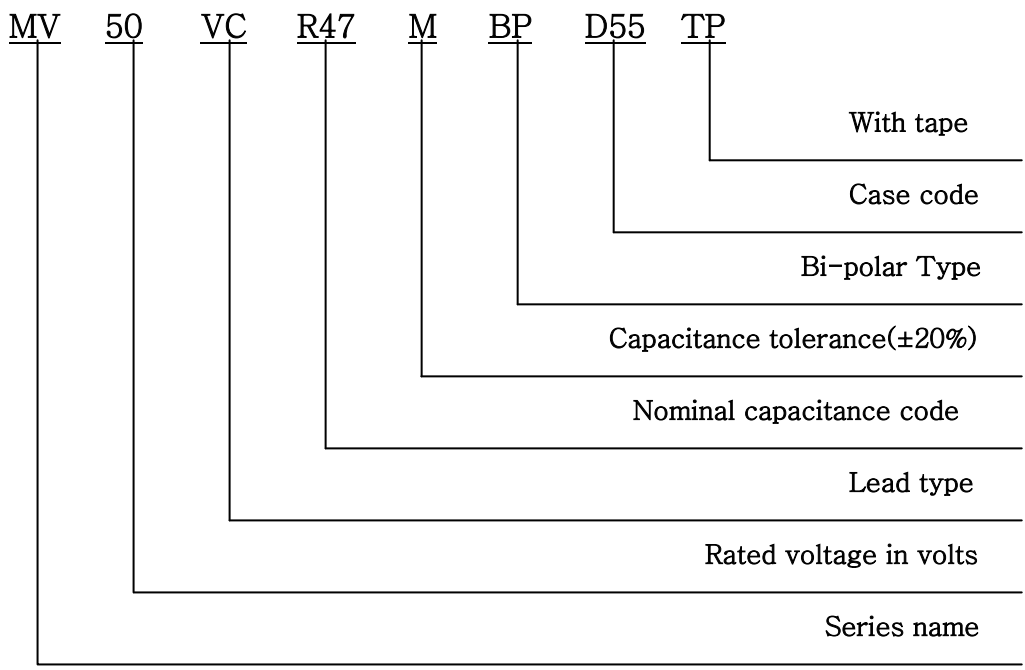 MV 50 VC R47 M BP D55 TP
With tape
Case code
Bi-polar Type
Capacitance tolerance(±20%)
Nominal capacitance code
Lead type
Rated voltage in volts
Series name